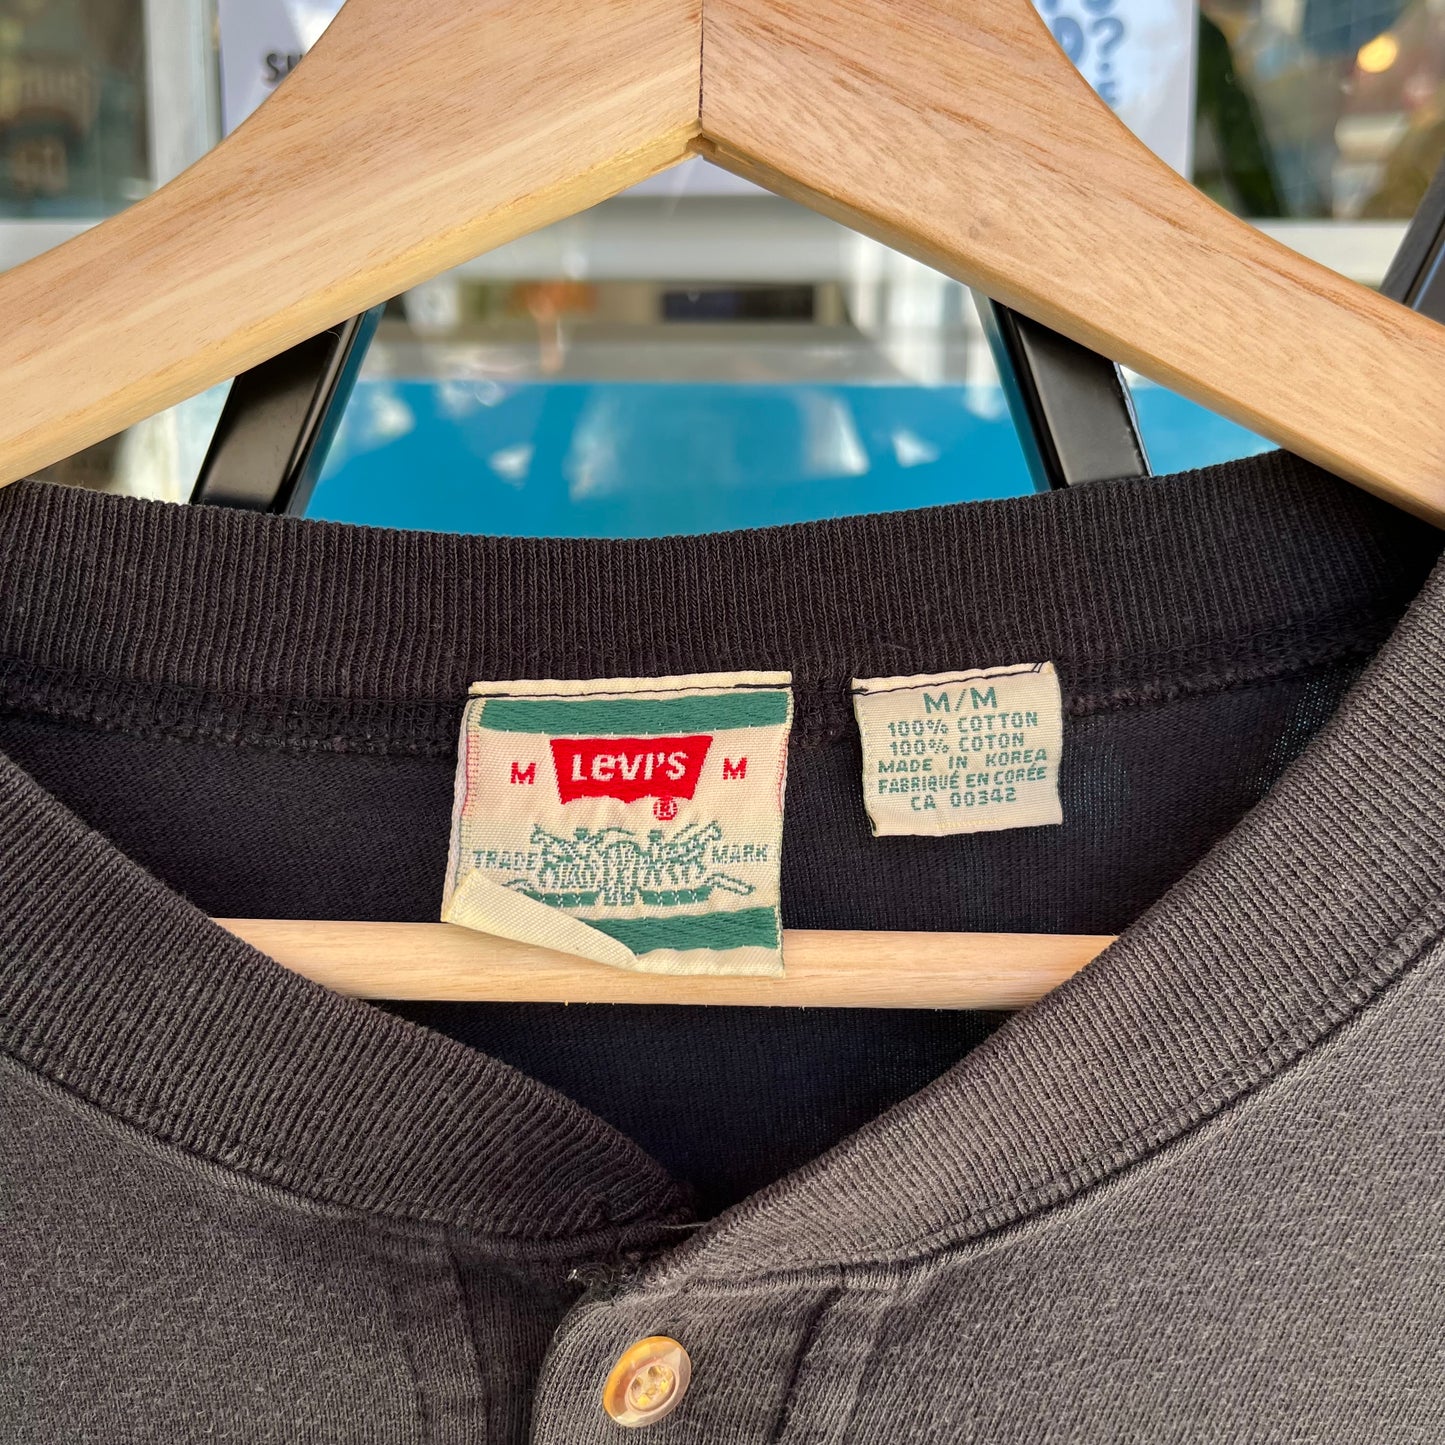 M LEVI'S M
®
TRADE MARK
M/M
100% COTTON
100% COTON
MADE IN KOREA
FABRIQUÉ EN CORÉE
CA 00342